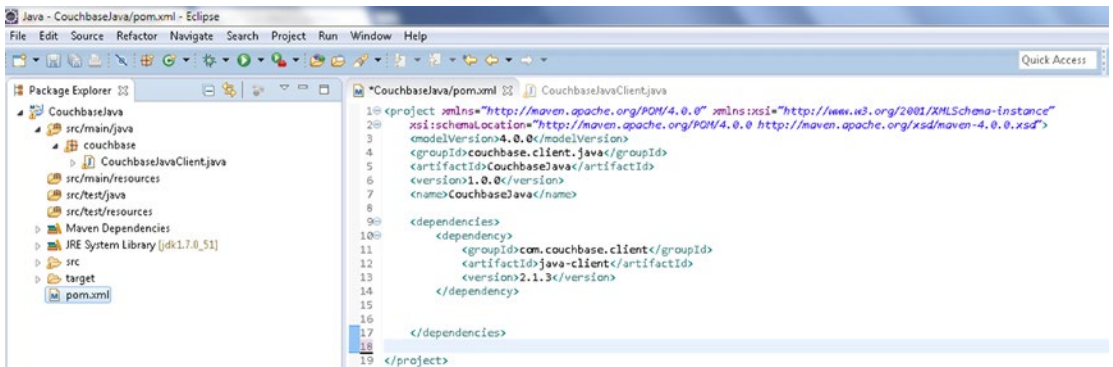 Java - CouchbaseJava/pom.xml - Eclipse
File Edit Source Refactor Navigate Search Project Run Window Help
Quick Access
Package Explorer
CouchbaseJava
src/main/java
couchbase
CouchbaseJavaClient.java
src/main/resources
src/test/java
src/test/resources
Maven Dependencies
JRE System Library [jdk1.7.0_51]
src
target
pom.xml
*CouchbaseJava/pom.xml CouchbaseJavaClient.java
1 <project xmlns="http://maven.apache.org/POM/4.0.0" xmlns:xsi="http://www.w3.org/2001/XMLSchema-instance"
2 xsi:schemaLocation="http://maven.apache.org/POM/4.0.0 http://maven.apache.org/xsd/maven-4.0.0.xsd">
3 <modelVersion>4.0.0</modelVersion>
4 <groupId>couchbase.client.java</groupId>
5 <artifactId>CouchbaseJava</artifactId>
6 <version>1.0.0</version>
7 <name>CouchbaseJava</name>
8
9 <dependencies>
10 <dependency>
11 <groupId>com.couchbase.client</groupId>
12 <artifactId>java-client</artifactId>
13 <version>2.1.3</version>
14 </dependency>
15
16
17 </dependencies>
18
19 </project>